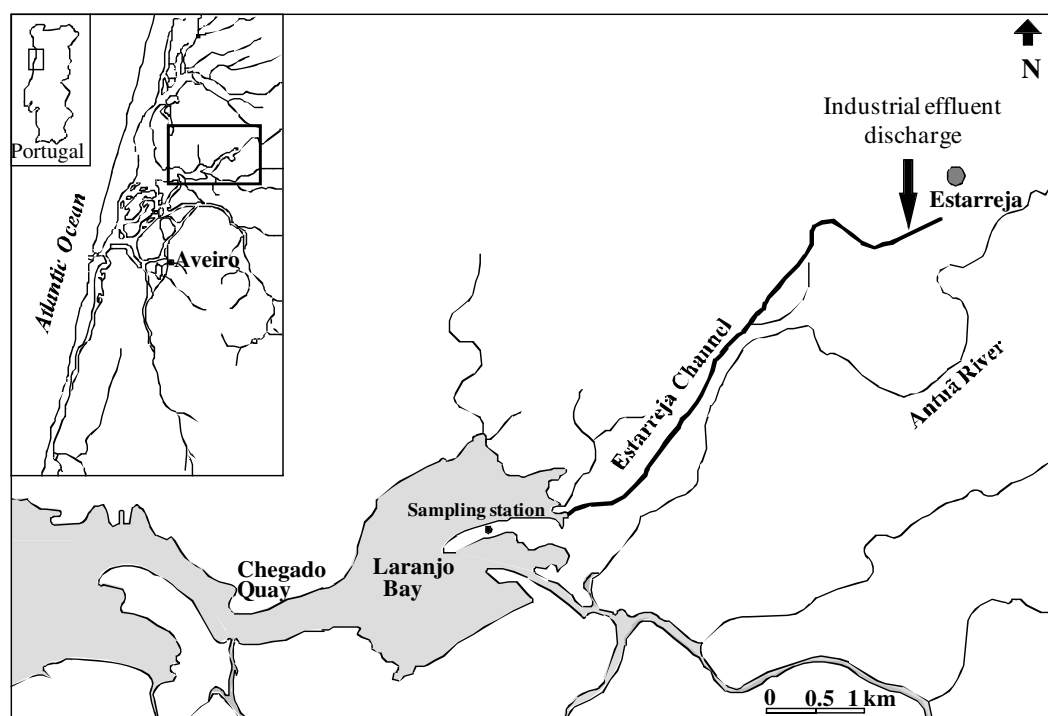 Portugal
Atlantic Ocean
Aveiro
N
Industrial effluent
discharge
Estarreja
Estarreja Channel
Antuã River
Sampling station
Chegado
Quay
Laranjo
Bay
0 0.5 1 km